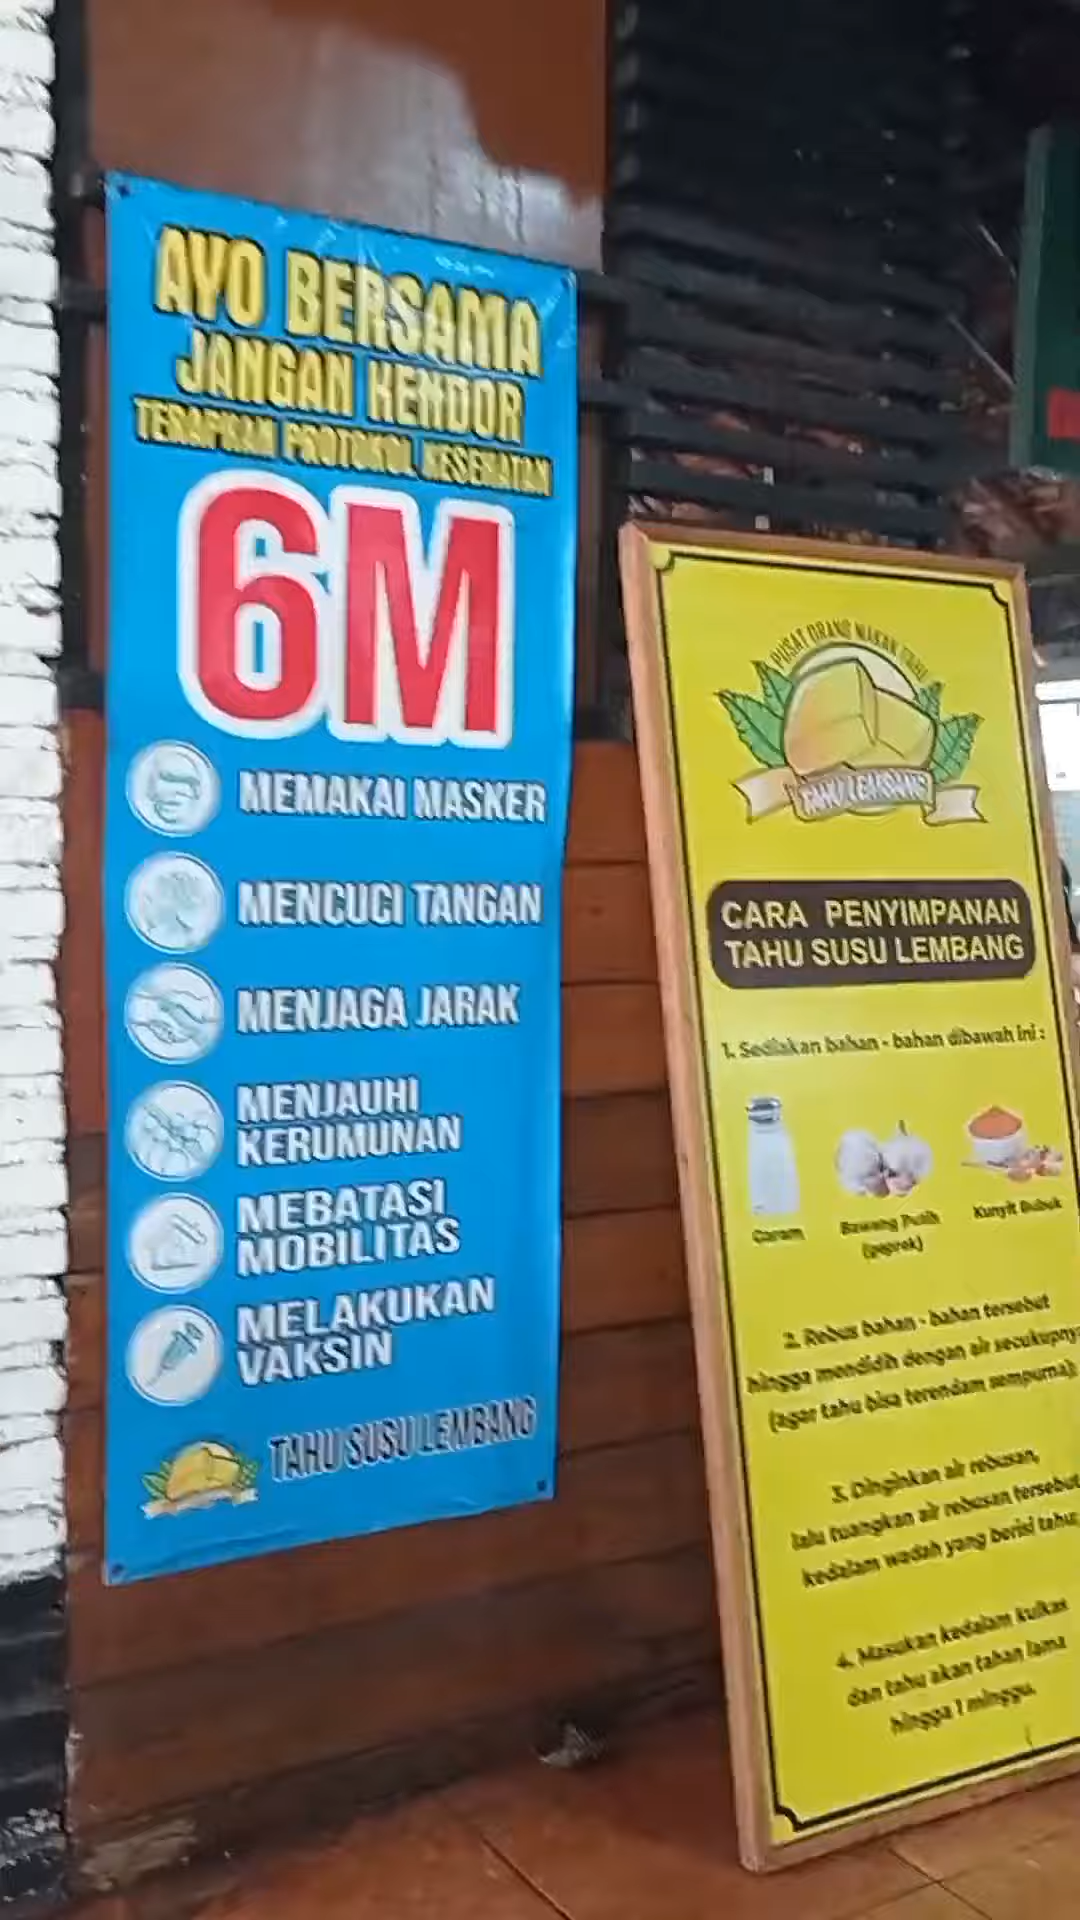 AYO BERSAMA
JANGAN KENDOR
TERAPKAN PROTOKOL KESEHATAN
6M
MEMAKAI MASKER
MENCUCI TANGAN
MENJAGA JARAK
MENJAUHI
KERUMUNAN
MEBATASI
MOBILITAS
MELAKUKAN
VAKSIN
TAHU SUSU LEMBANG
PUSAT ORANG MAKAN TAHU
TAHU LEMBANG
CARA PENYIMPANAN
TAHU SUSU LEMBANG
1. Sediakan bahan - bahan dibawah ini :
Garam
Bawang Putih
(geprek)
Kunyit Bubuk
2. Rebus bahan - bahan tersebut
hingga mendidih dengan air secukupnya
(agar tahu bisa terendam sempurna)
3. Dinginkan air rebusan,
lalu tuangkan air rebusan tersebut
kedalam wadah yang berisi tahu.
4. Masukan kedalam kulkas
dan tahu akan tahan lama
hingga 1 minggu.